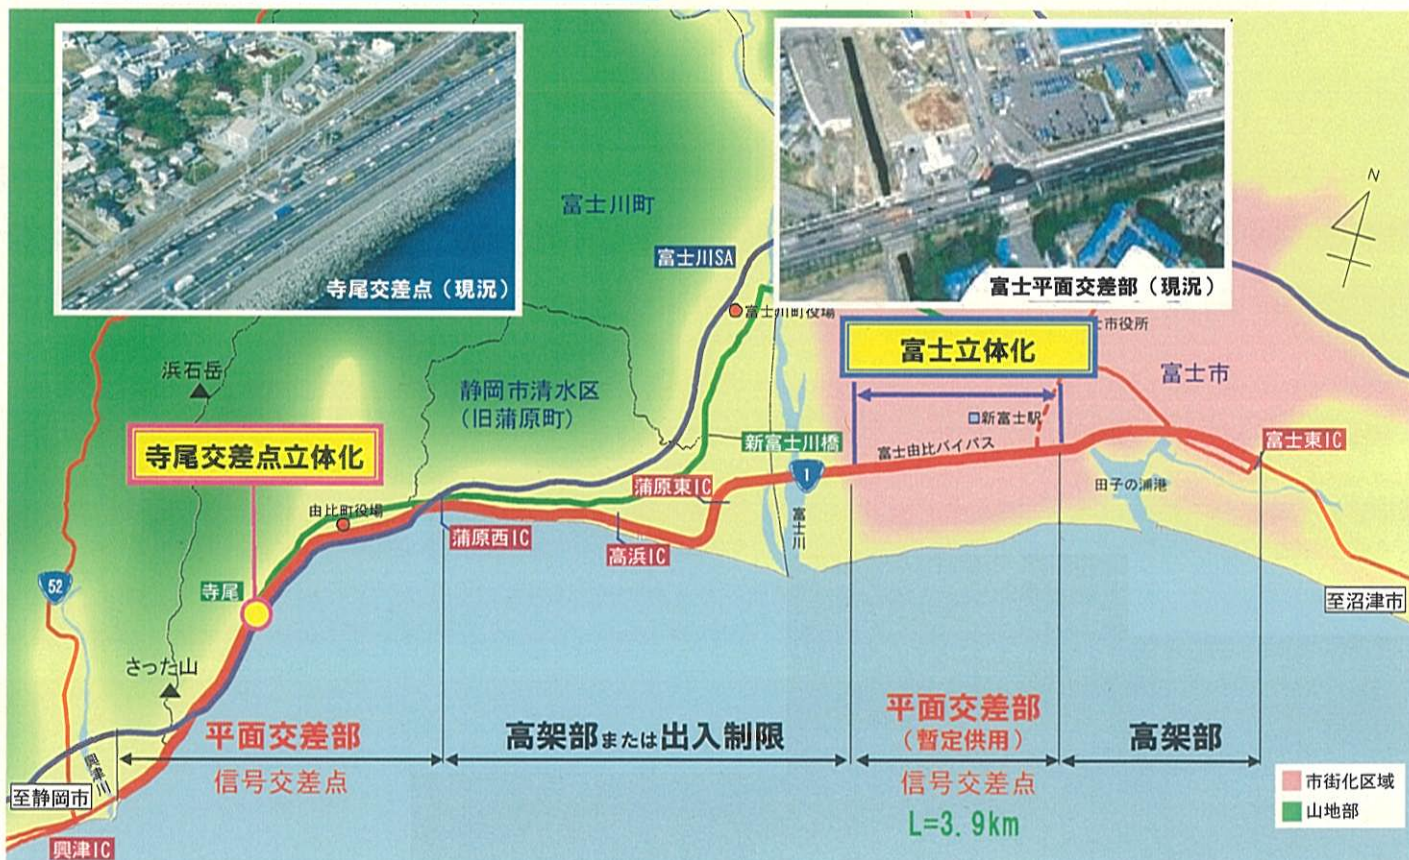 寺尾交差点(現況)
富士平面交差部(現況)
N
富士川町
富士川SA
富士川町役場
士市役所
富士立体化
富士市
浜石岳
静岡市清水区
(旧蒲原町)
新富士駅
寺尾交差点立体化
新富士川橋
富士由比バイパス
富士東IC
1
蒲原東IC
田子の浦港
由比町役場
富士川
蒲原西IC
高浜IC
52
寺尾
至沼津市
さった山
平面交差部
信号交差点
高架部または出入制限
平面交差部
(暫定供用)
信号交差点
L=3.9km
高架部
興津川
至静岡市
市街化区域
山地部
興津IC